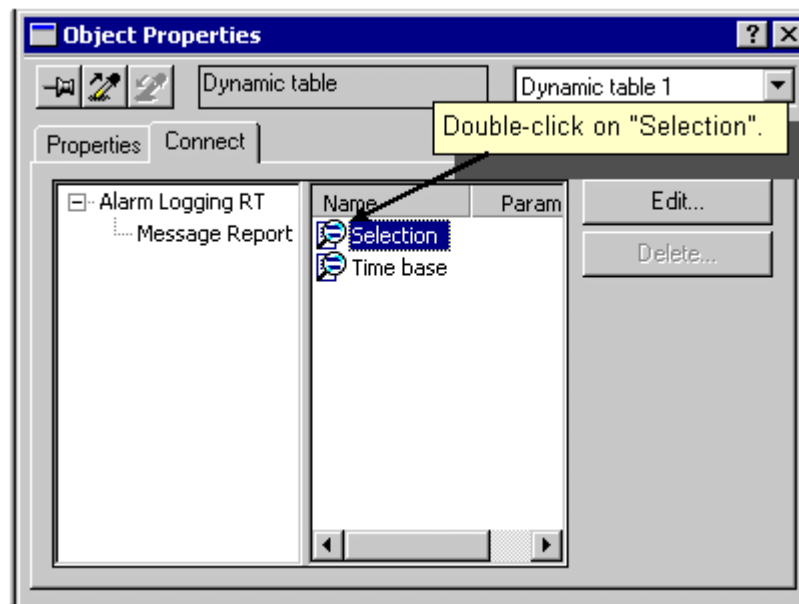 Object Properties
Dynamic table
Dynamic table 1
Double-click on "Selection".
Properties
Connect
Alarm Logging RT
Message Report
Name
Param
Selection
Time base
Edit...
Delete...